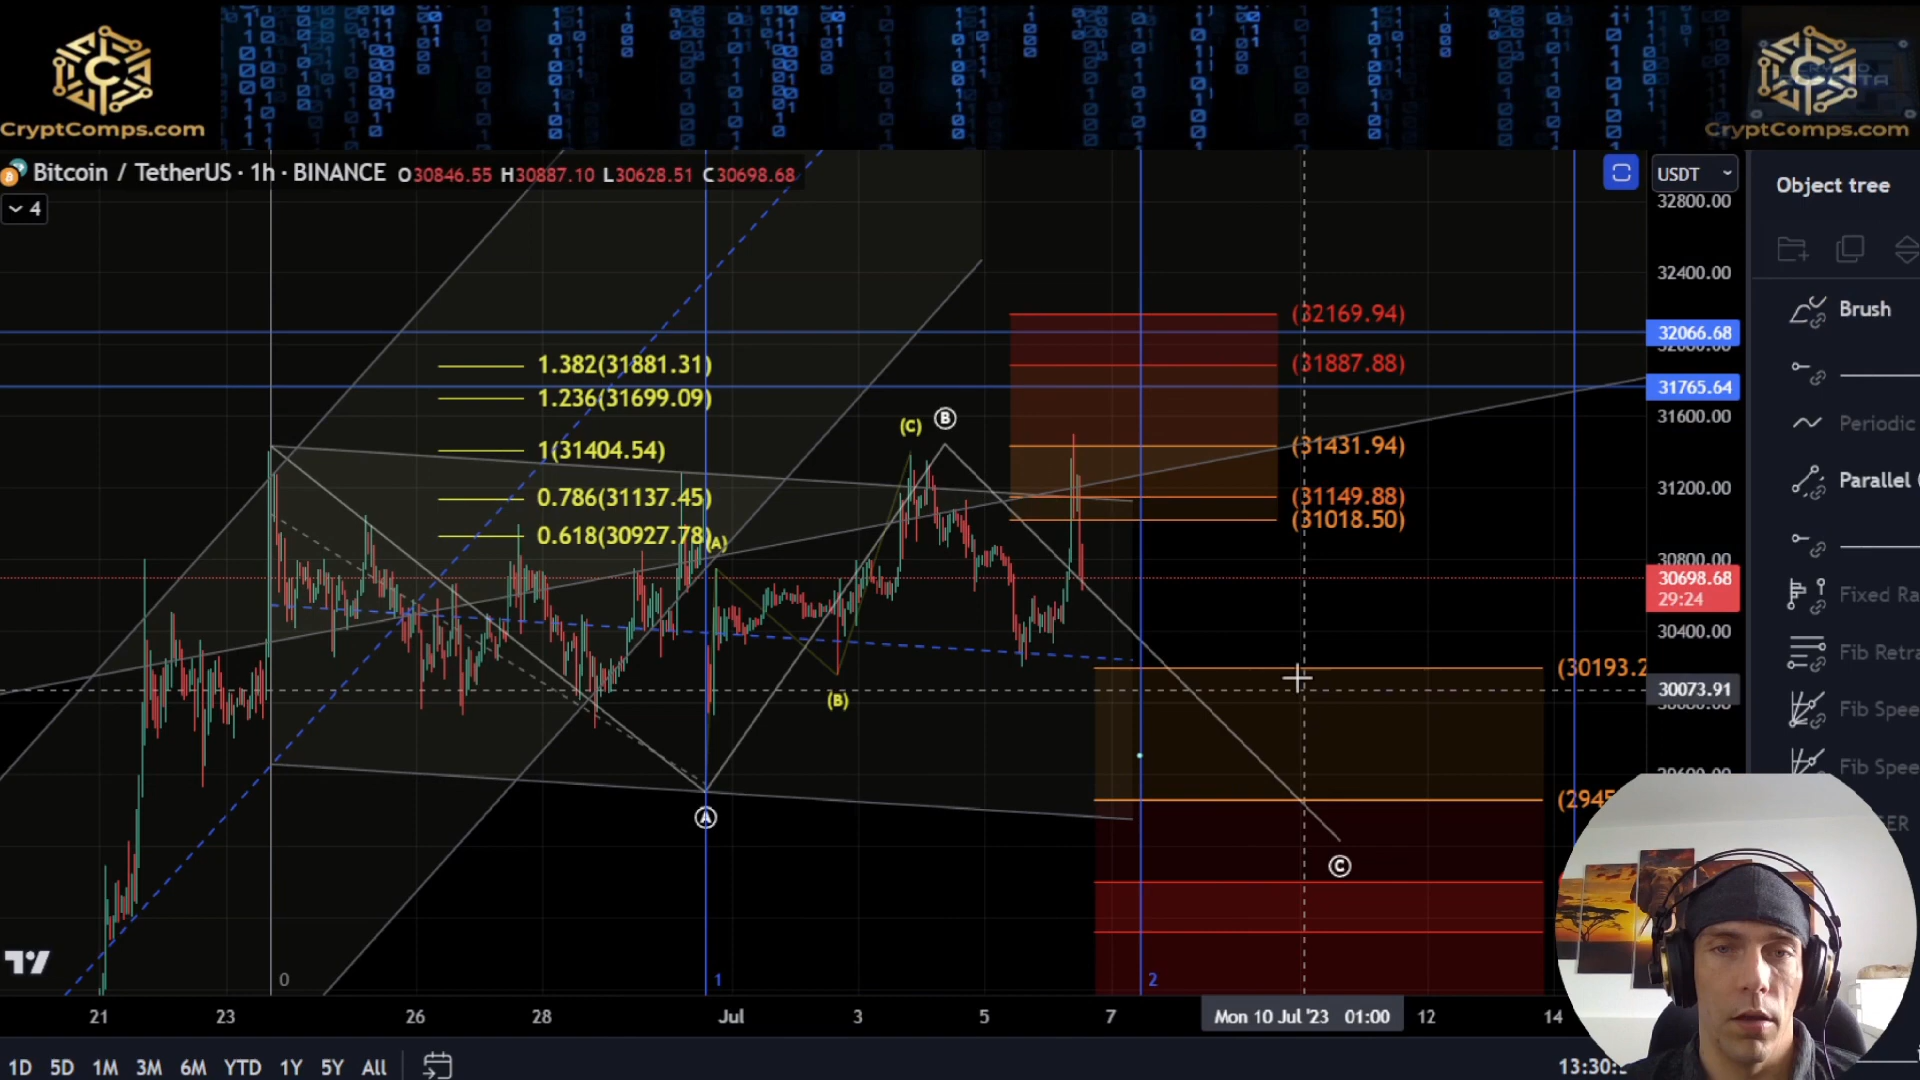 CryptComps.com
CryptComps.com
Bitcoin / TetherUS · 1h · BINANCE O30846.55 H30887.10 L30628.51 C30698.68
4
USDT
Object tree
32800.00
32400.00
32066.68
31765.64
31600.00
31200.00
30800.00
30698.68
29:24
30400.00
30073.91
Brush
Periodic
Parallel (
Fixed Ra
Fib Retra
Fib Spee
Fib Spee
1.382(31881.31)
1.236(31699.09)
1(31404.54)
0.786(31137.45)
0.618(30927.78)
(A)
(B)
(C)
A
B
C
(32169.94)
(31887.88)
(31431.94)
(31149.88)
(31018.50)
(30193.2
(2945
0
1
2
21
23
26
28
Jul
3
5
7
Mon 10 Jul '23 01:00
12
14
1D 5D 1M 3M 6M YTD 1Y 5Y All
13:30: